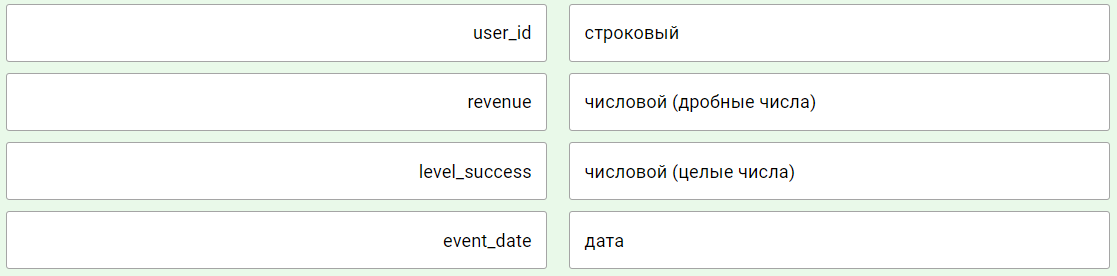 user_id строковый
revenue числовой (дробные числа)
level_success числовой (целые числа)
event_date дата